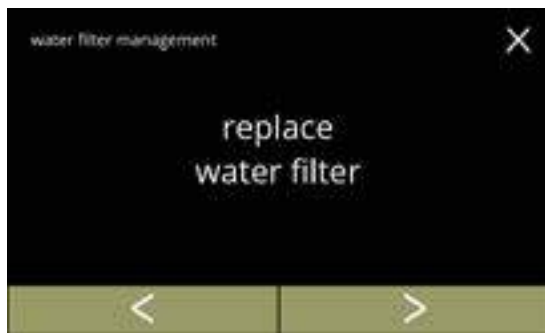 water filter management
X
replace
water filter
< >